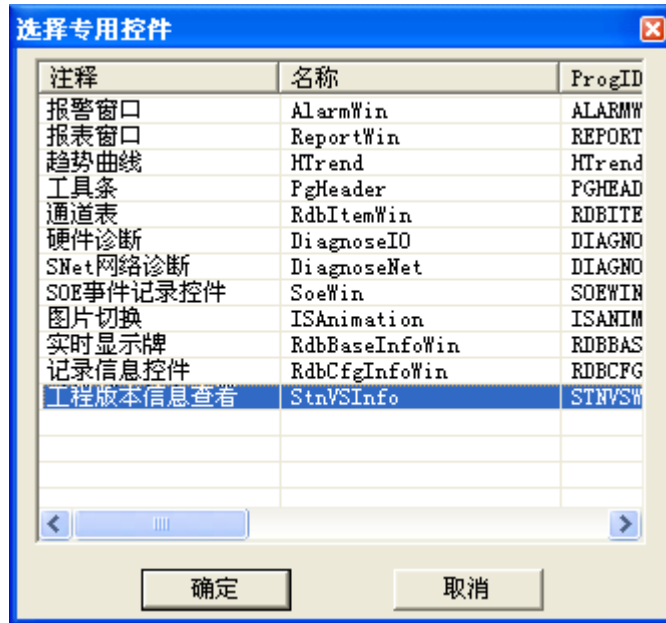 选择专用控件
注释 名称 ProgID
报警窗口 AlarmWin ALARMW
报表窗口 ReportWin REPORT
趋势曲线 HTrend HTrend
工具条 PgHeader PGHEAD
通道表 RdbItemWin RDBITE
硬件诊断 DiagnoseIO DIAGNO
SNet网络诊断 DiagnoseNet DIAGNO
SOE事件记录控件 SoeWin SOEWIN
图片切换 ISAnimation ISANIM
实时显示牌 RdbBaseInfoWin RDBBAS
记录信息控件 RdbCfgInfoWin RDBCFG
工程版本信息查看 StnVSInfo STNVSW
确定 取消